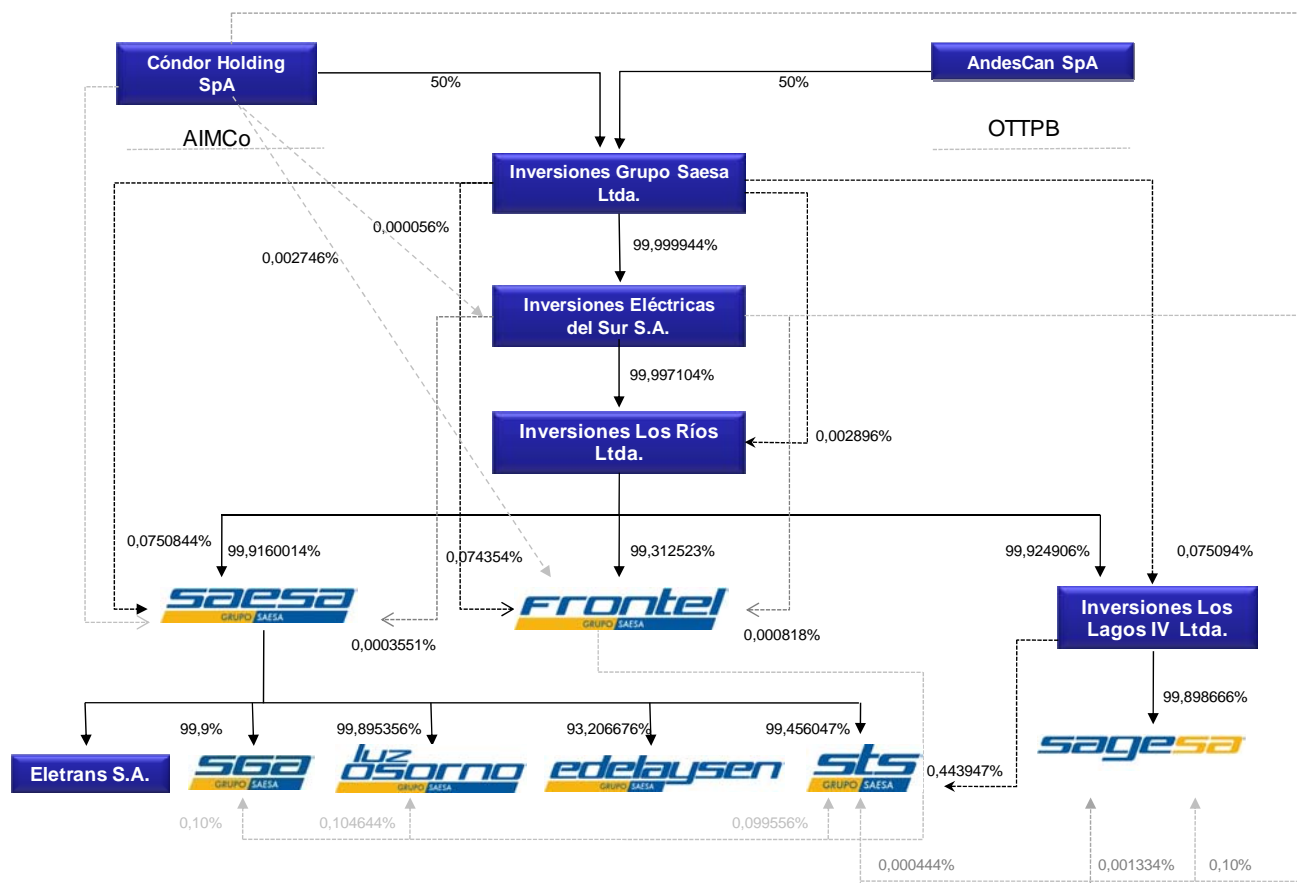 Cóndor Holding
SpA
AndesCan SpA
50%
50%
AIMCo
OTTPB
Inversiones Grupo Saesa
Ltda.
0,000056%
0,002746%
99,999944%
Inversiones Eléctricas
del Sur S.A.
99,997104%
Inversiones Los Ríos
Ltda.
0,002896%
0,0750844%
99,9160014%
0,074354%
99,312523%
99,924906%
0,075094%
saesa
GRUPO SAESA
frontel
GRUPO SAESA
Inversiones Los
Lagos IV Ltda.
0,0003551%
0,000818%
99,898666%
99,9%
99,895356%
93,206676%
99,456047%
Eletrans S.A.
sga
GRUPO SAESA
luz
osorno
GRUPO SAESA
edelaysen
GRUPO SAESA
sts
GRUPO SAESA
sagesa
0,443947%
0,10%
0,104644%
0,099556%
0,000444%
0,001334%
0,10%